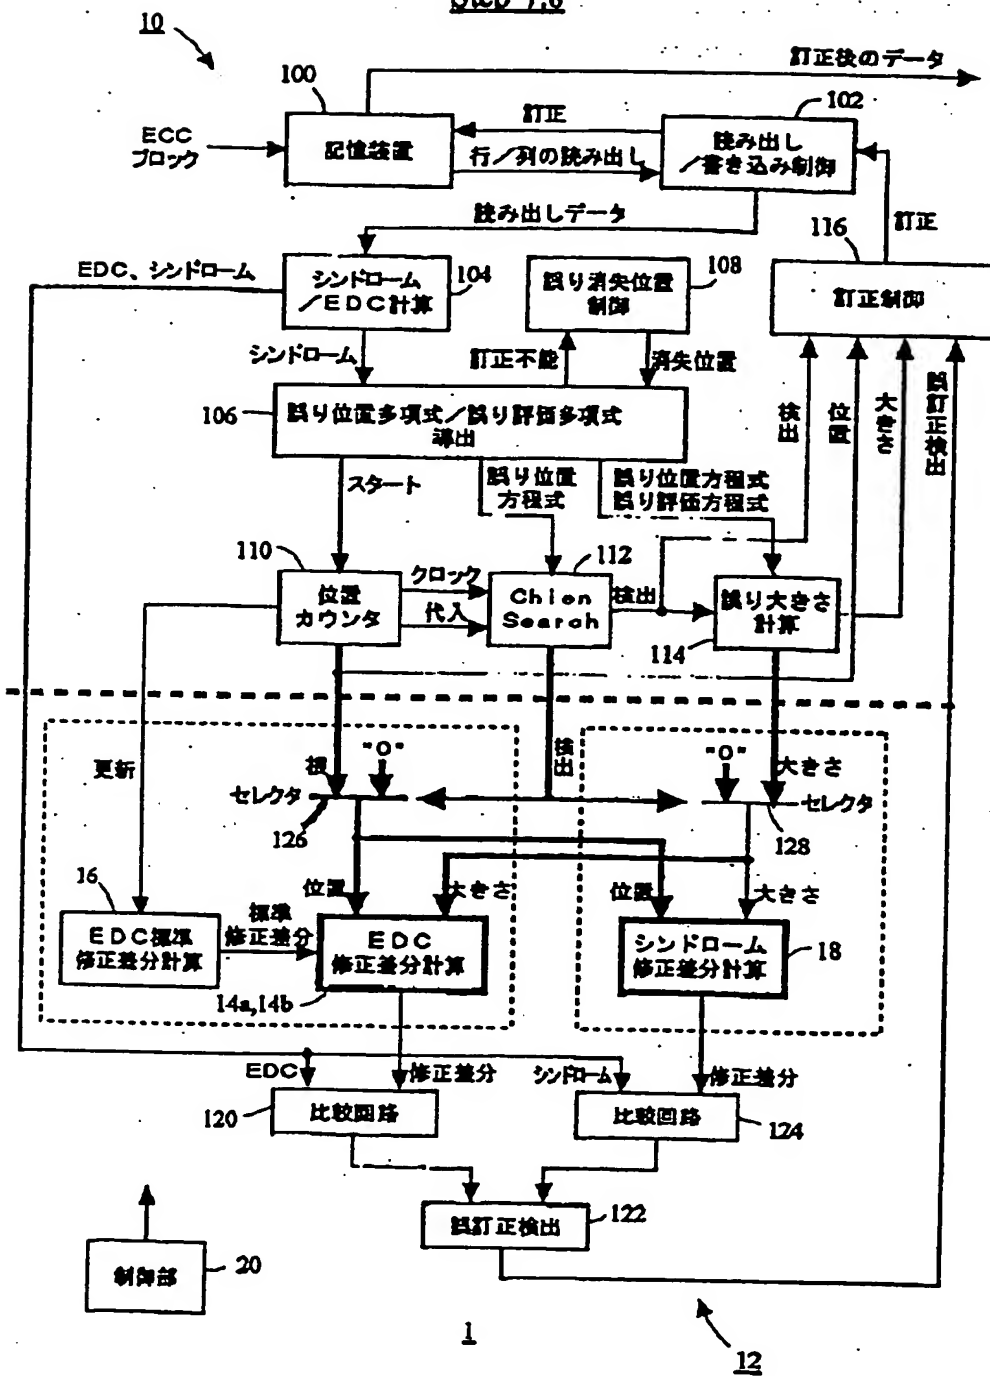 10
訂正後のデータ
100
102
ECC
ブロック
記憶装置
訂正
行/列の読み出し
読み出し
/書き込み制御
読み出しデータ
116
訂正
EDC、シンドローム
シンドローム
/EDC計算
104
誤り消失位置
制御
108
訂正制御
シンドローム
訂正不能
消失位置
106
誤り位置多項式/誤り評価多項式
導出
検出
位置
大きさ
誤訂正検出
スタート
誤り位置
方程式
誤り位置方程式
誤り評価方程式
110
位置
カウンタ
クロック
代入
112
Chien
Search
検出
誤り大きさ
計算
114
更新
"0"
検出
"0"
大きさ
セレクタ
126
セレクタ
128
16
位置
大きさ
位置
大きさ
EDC標準
修正差分計算
標準
修正差分
EDC
修正差分計算
14a,14b
シンドローム
修正差分計算
18
EDC
修正差分
シンドローム
修正差分
120
比較回路
比較回路
124
誤訂正検出
122
制御部
20
1
12